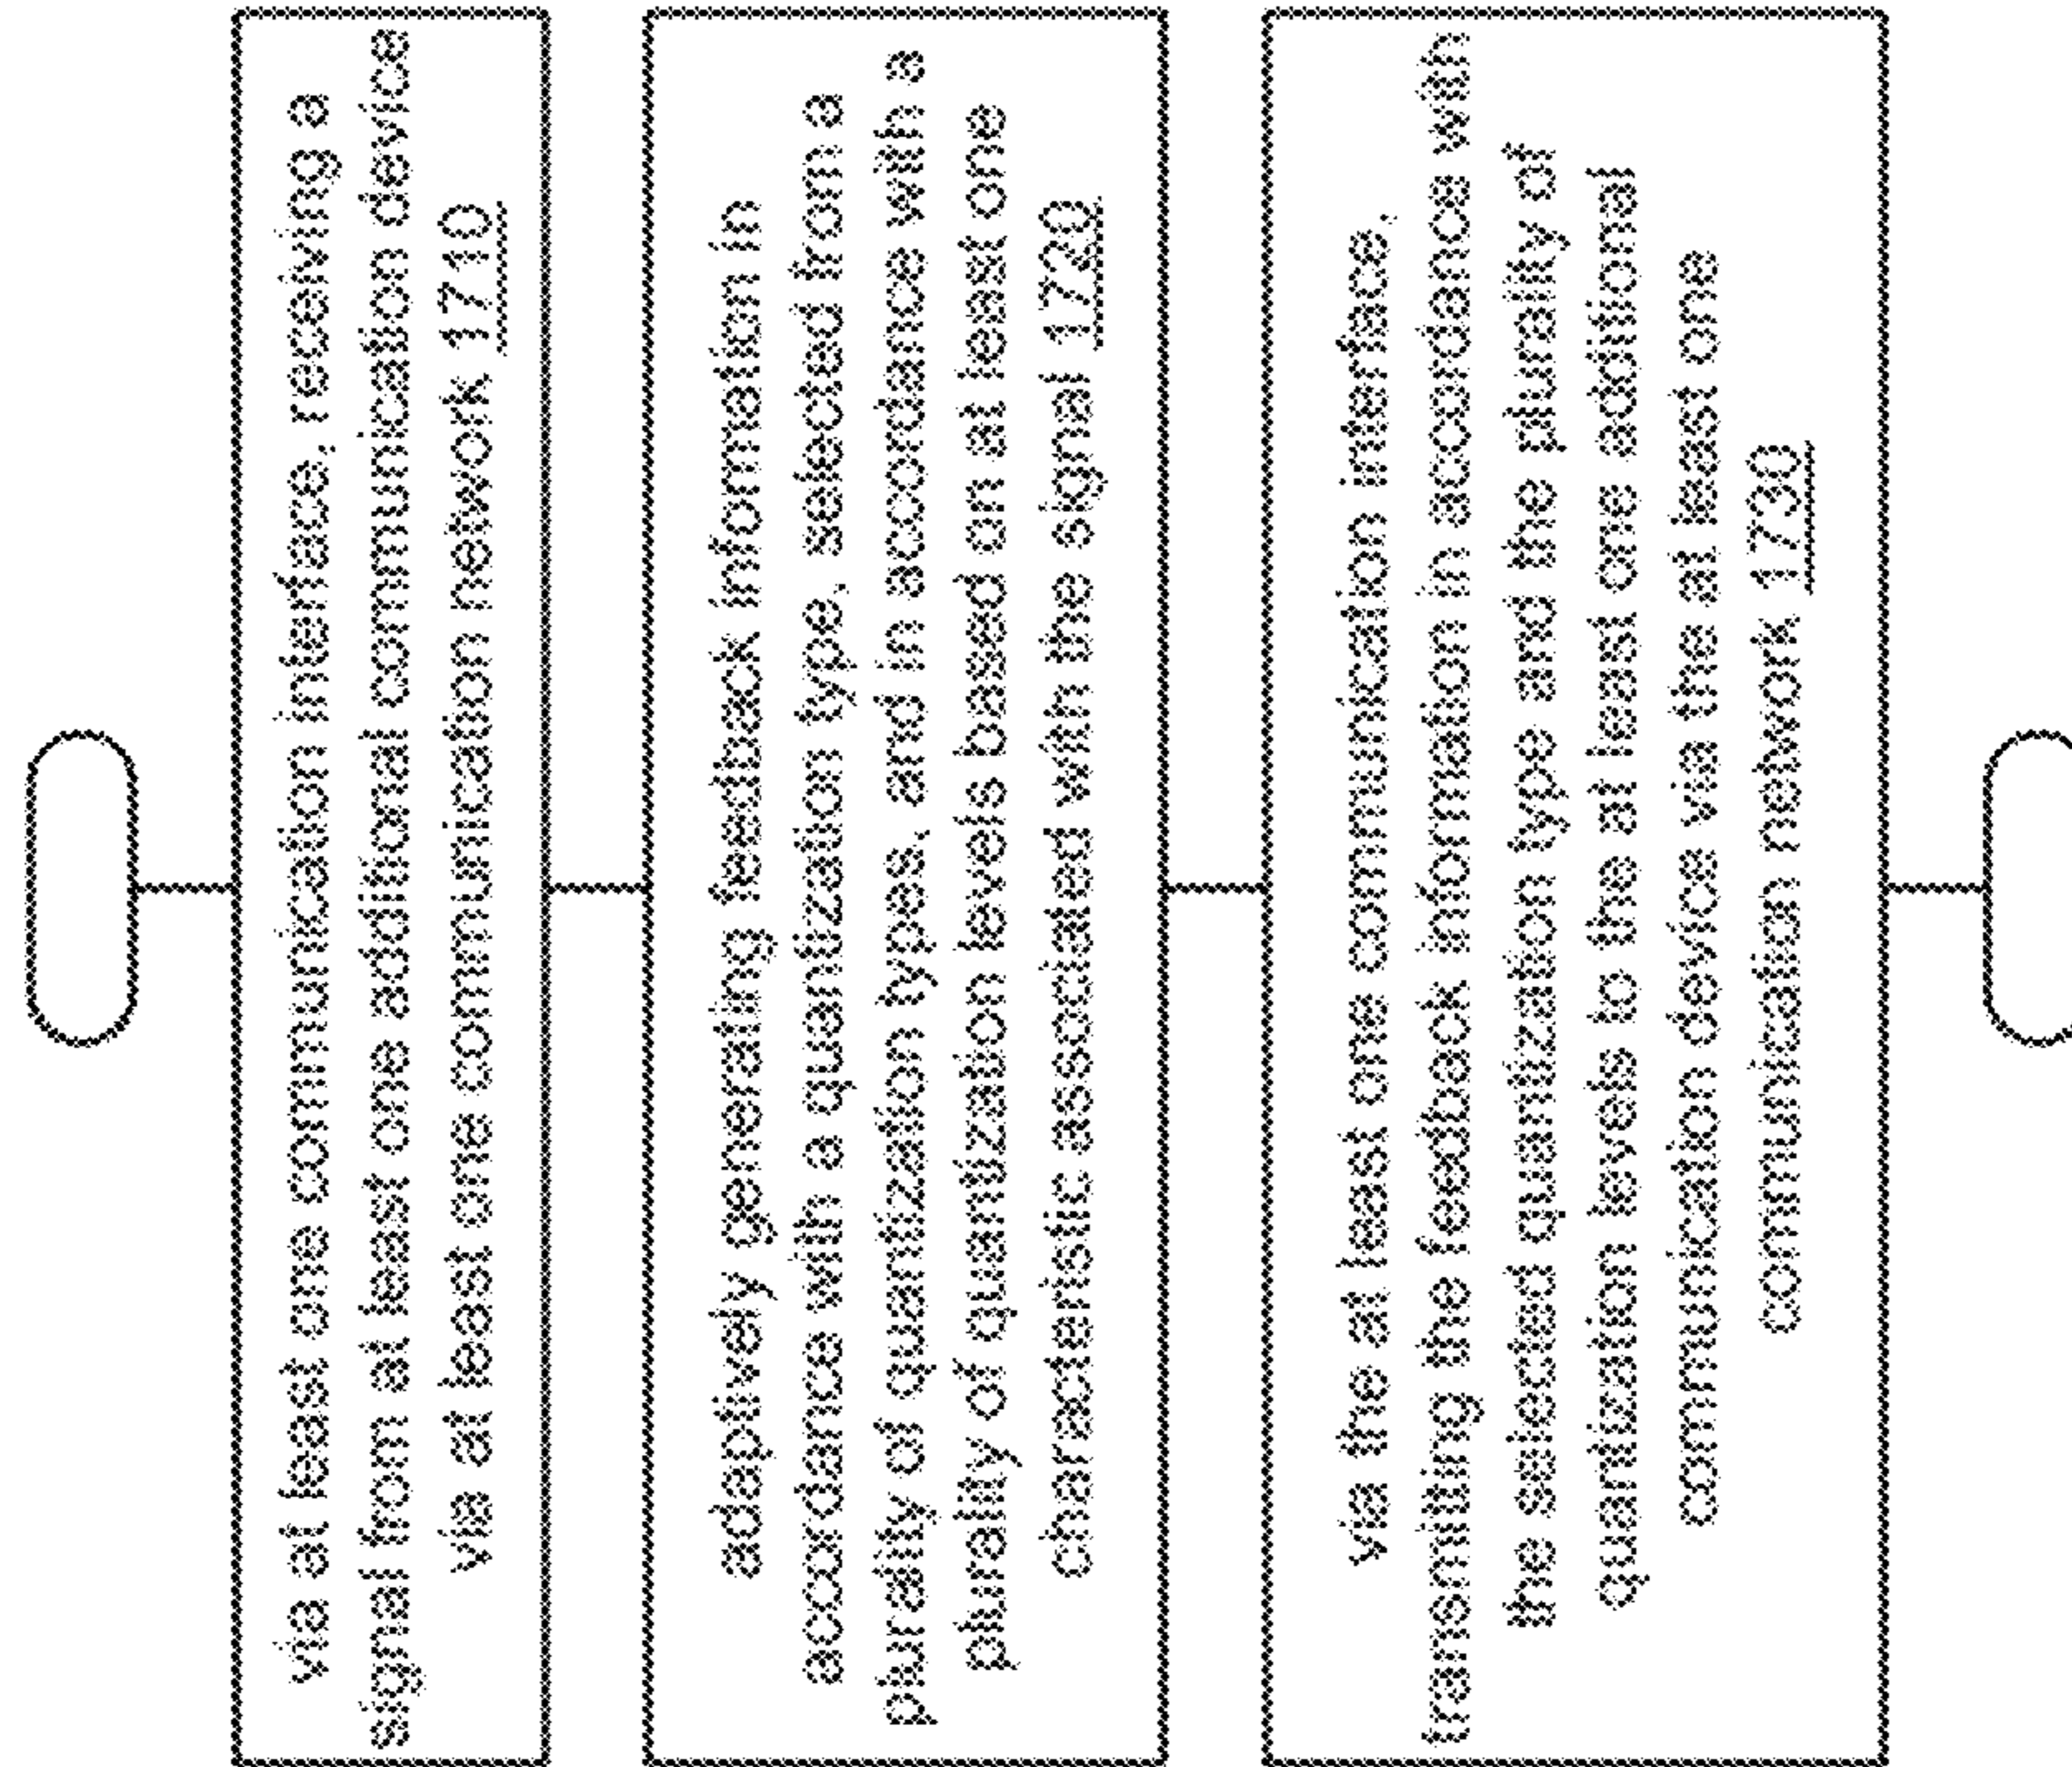 via at least one communication interface, receiving a
signal from at least one additional communication device
via at least one communication network 1710
adaptively generating feedback information in
accordance with a quantization type, selected from a
plurality of quantization types, and in accordance with a
plurality of quantization levels based on at least one
characteristic associated with the signal 1720
via the at least one communication interface,
transmitting the feedback information in accordance with
the selected quantization type and the plurality of
quantization levels to the at least one additional
communication device via the at least one
communication network 1730